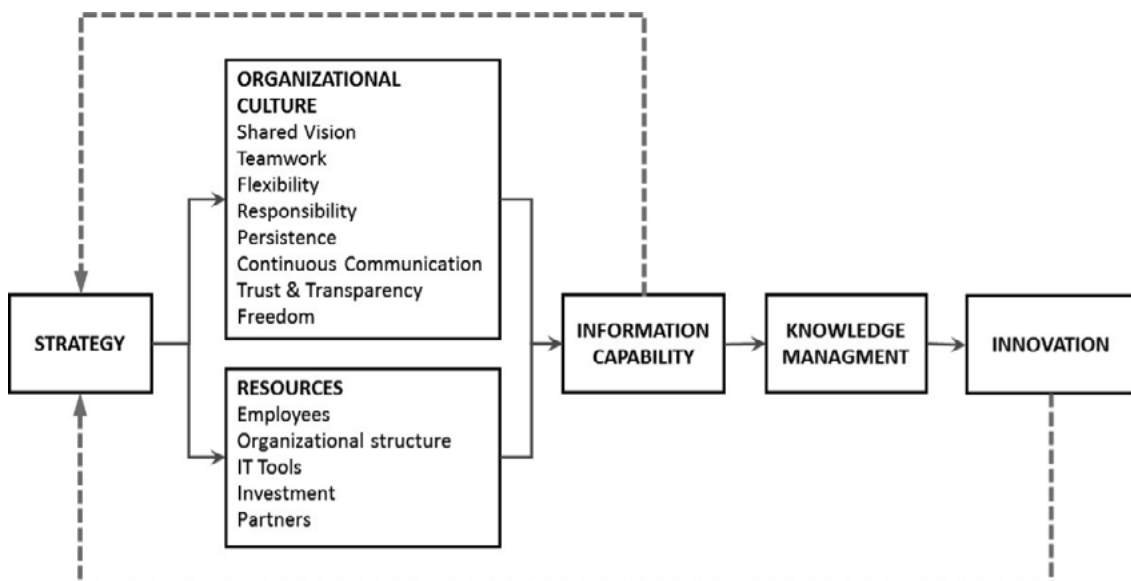 ORGANIZATIONAL
CULTURE
Shared Vision
Teamwork
Flexibility
Responsibility
Persistence
Continuous Communication
Trust & Transparency
Freedom
STRATEGY
RESOURCES
Employees
Organizational structure
IT Tools
Investment
Partners
INFORMATION
CAPABILITY
KNOWLEDGE
MANAGMENT
INNOVATION